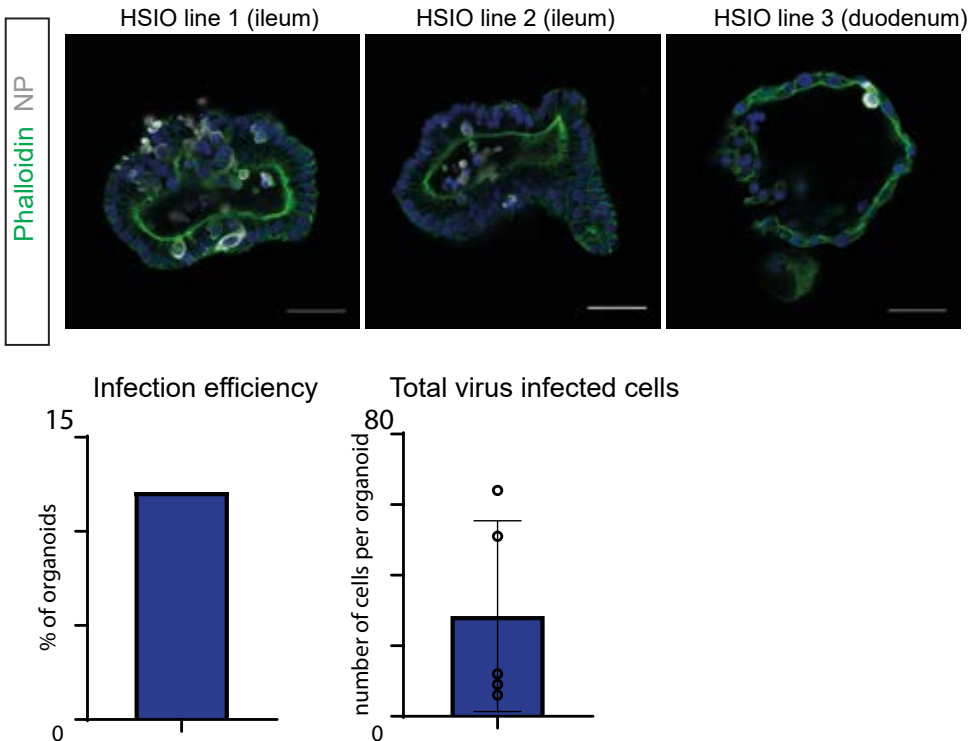 HSIO line 1 (ileum)
HSIO line 2 (ileum)
HSIO line 3 (duodenum)
Phalloidin NP
Infection efficiency
15
% of organoids
0
Total virus infected cells
80
number of cells per organoid
0